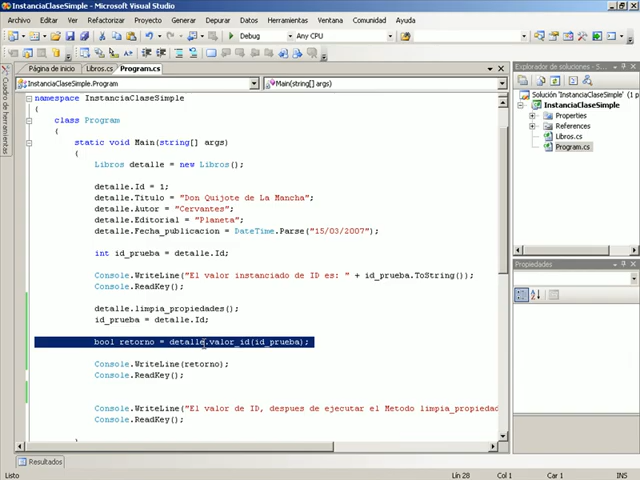 InstanciaClaseSimple - Microsoft Visual Studio
Archivo Editar Ver Refactorizar Proyecto Generar Depurar Datos Herramientas Ventana Comunidad Ayuda
Debug Any CPU
Página de inicio Libros.cs Program.cs
InstanciaClaseSimple.Program Main(string[] args)
namespace InstanciaClaseSimple
{
class Program
{
static void Main(string[] args)
{
Libros detalle = new Libros();
detalle.Id = 1;
detalle.Titulo = "Don Quijote de La Mancha";
detalle.Autor = "Cervantes";
detalle.Editorial = "Planeta";
detalle.Fecha_publicacion = DateTime.Parse("15/03/2007");
int id_prueba = detalle.Id;
Console.WriteLine("El valor instanciado de ID es: " + id_prueba.ToString());
Console.ReadKey();
detalle.limpia_propiedades();
id_prueba = detalle.Id;
bool retorno = detalle.valor_id(id_prueba);
Console.WriteLine(retorno);
Console.ReadKey();
Console.WriteLine("El valor de ID, despues de ejecutar el Metodo limpia_propiedad
Console.ReadKey();
}
Cuadro de herramientas
Explorador de soluciones
Solución 'InstanciaClaseSimple' (1 p
InstanciaClaseSimple
Properties
References
Libros.cs
Program.cs
Propiedades
Resultados
Listo Lín 28 Col 1 Car 1 INS